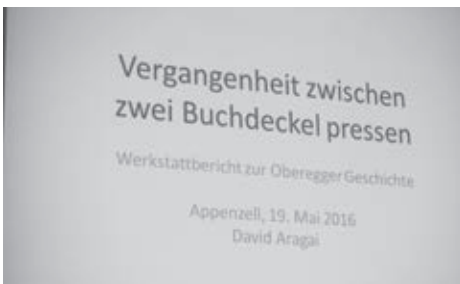 Vergangenheit zwischen
zwei Buchdeckel pressen
Werkstattbericht zur Oberegger Geschichte
Appenzell, 19. Mai 2016
David Aragai